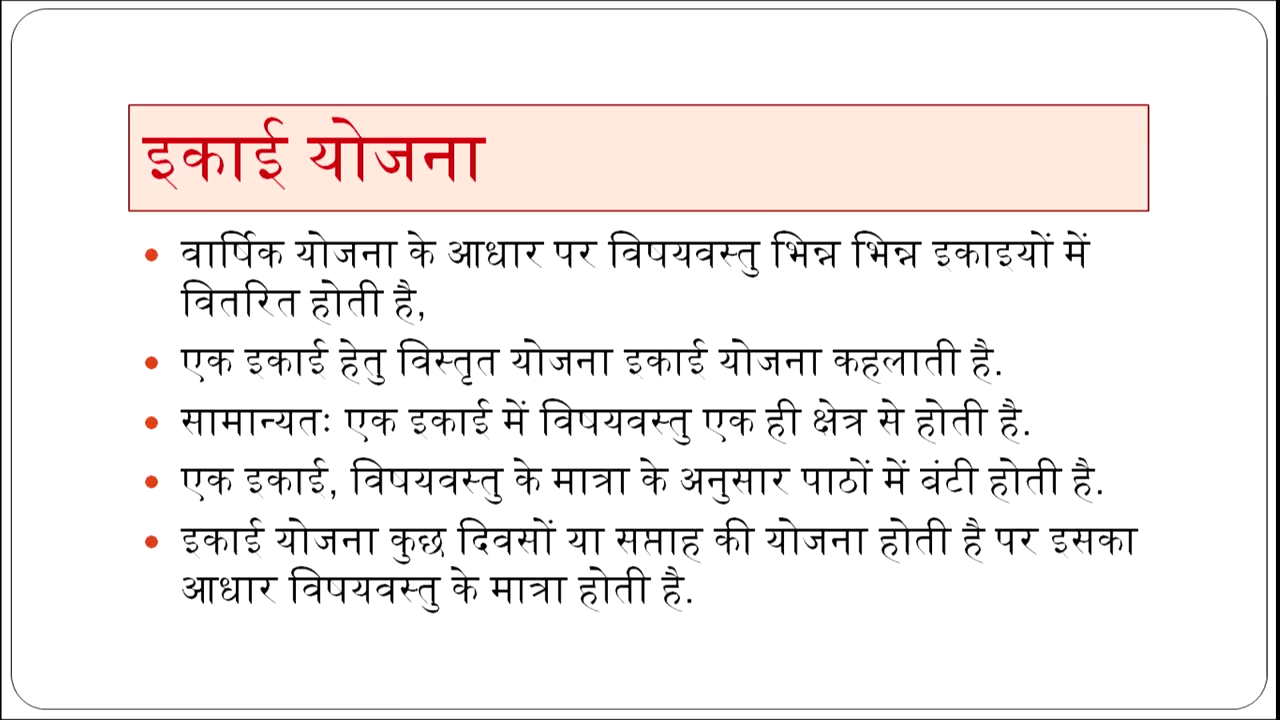 इकाई योजना
• वार्षिक योजना के आधार पर विषयवस्तु भिन्न भिन्न इकाइयों में
वितरित होती है,
• एक इकाई हेतु विस्तृत योजना इकाई योजना कहलाती है.
• सामान्यतः एक इकाई में विषयवस्तु एक ही क्षेत्र से होती है.
• एक इकाई, विषयवस्तु के मात्रा के अनुसार पाठों में बंटी होती है.
• इकाई योजना कुछ दिवसों या सप्ताह की योजना होती है पर इसका
आधार विषयवस्तु के मात्रा होती है.